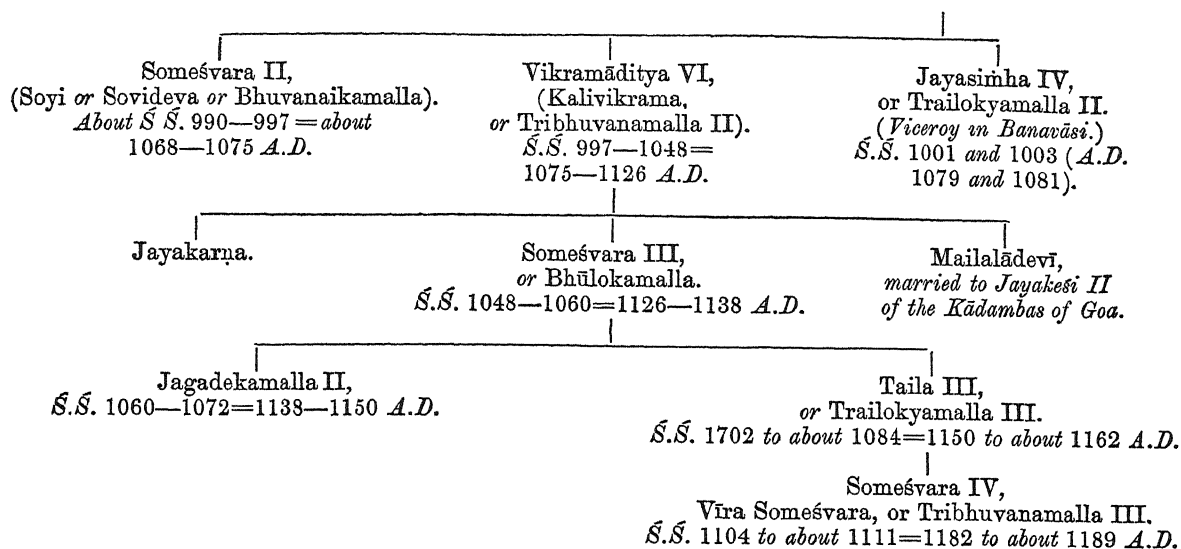 Someśvara II,
(Soyi or Sovideva or Bhuvanaikamalla).
About Ś Ś. 990—997=about
1068—1075 A.D.
Vikramāditya VI,
(Kalivikrama,
or Tribhuvanamalla II).
Ś.Ś. 997—1048=
1075—1126 A.D.
Jayasiṁha IV,
or Trailokyamalla II.
(Viceroy in Banavāsi.)
Ś.Ś. 1001 and 1003 (A.D.
1079 and 1081).
Jayakarṇa.
Someśvara III,
or Bhūlokamalla.
Ś.Ś. 1048—1060=1126—1138 A.D.
Mailalādevī,
married to Jayakeśi II
of the Kādambas of Goa.
Jagadekamalla II,
Ś.Ś. 1060—1072=1138—1150 A.D.
Taila III,
or Trailokyamalla III.
Ś.Ś. 1702 to about 1084=1150 to about 1162 A.D.
Someśvara IV,
Vīra Someśvara, or Tribhuvanamalla III.
Ś.Ś. 1104 to about 1111=1182 to about 1189 A.D.